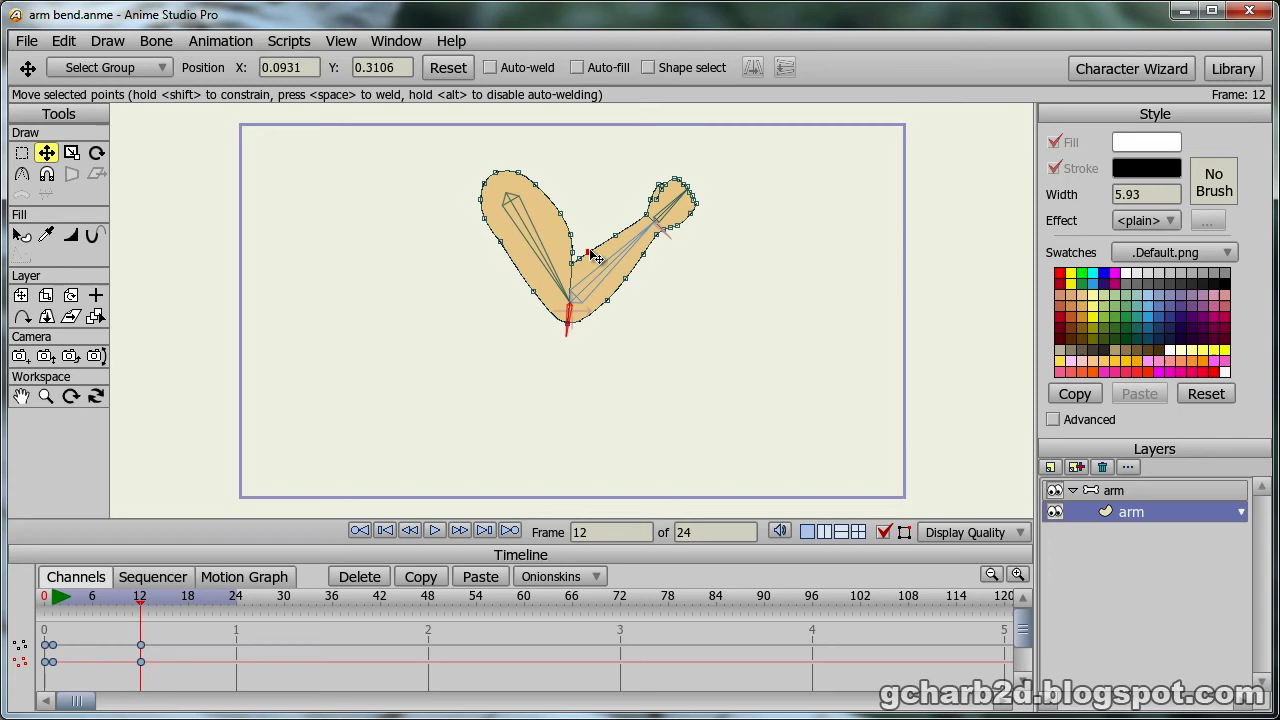 arm bend.anme - Anime Studio Pro
File Edit Draw Bone Animation Scripts View Window Help
Select Group Position X: 0.0931 Y: 0.3106 Reset Auto-weld Auto-fill Shape select Character Wizard Library
Move selected points (hold <shift> to constrain, press <space> to weld, hold <alt> to disable auto-welding) Frame: 12
Tools
Draw
Fill
Layer
Camera
Workspace
Style
Fill
Stroke
No Brush
Width 5.93
Effect <plain> ...
Swatches .Default.png
Copy Paste Reset
Advanced
Layers
arm
arm
Frame 12 of 24 Display Quality
Timeline
Channels Sequencer Motion Graph Delete Copy Paste Onionskins
0 6 12 18 24 30 36 42 48 54 60 66 72 78 84 90 96 102 108 114 120
0 1 2 3 4 5
gcharb2d.blogspot.com